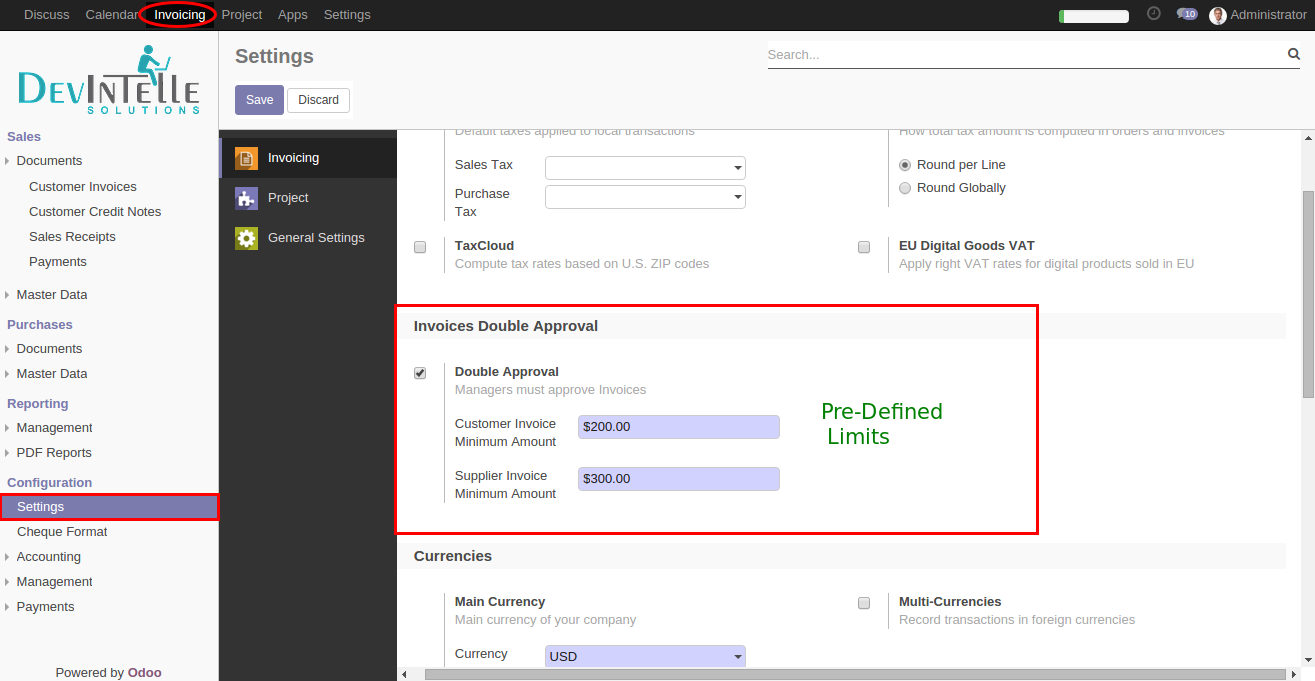 Discuss Calendar Invoicing Project Apps Settings 10 Administrator
DEVINTELLE
SOLUTIONS
Sales
Documents
Customer Invoices
Customer Credit Notes
Sales Receipts
Payments
Master Data
Purchases
Documents
Master Data
Reporting
Management
PDF Reports
Configuration
Settings
Cheque Format
Accounting
Management
Payments
Powered by Odoo
Settings
Search...
Save Discard
Invoicing
Project
General Settings
Default taxes applied to local transactions
Sales Tax
Purchase
Tax
How total tax amount is computed in orders and invoices
Round per Line
Round Globally
TaxCloud
Compute tax rates based on U.S. ZIP codes
EU Digital Goods VAT
Apply right VAT rates for digital products sold in EU
Invoices Double Approval
Double Approval
Managers must approve Invoices
Customer Invoice
Minimum Amount
$200.00
Supplier Invoice
Minimum Amount
$300.00
Pre-Defined
Limits
Currencies
Main Currency
Main currency of your company
Currency
USD
Multi-Currencies
Record transactions in foreign currencies